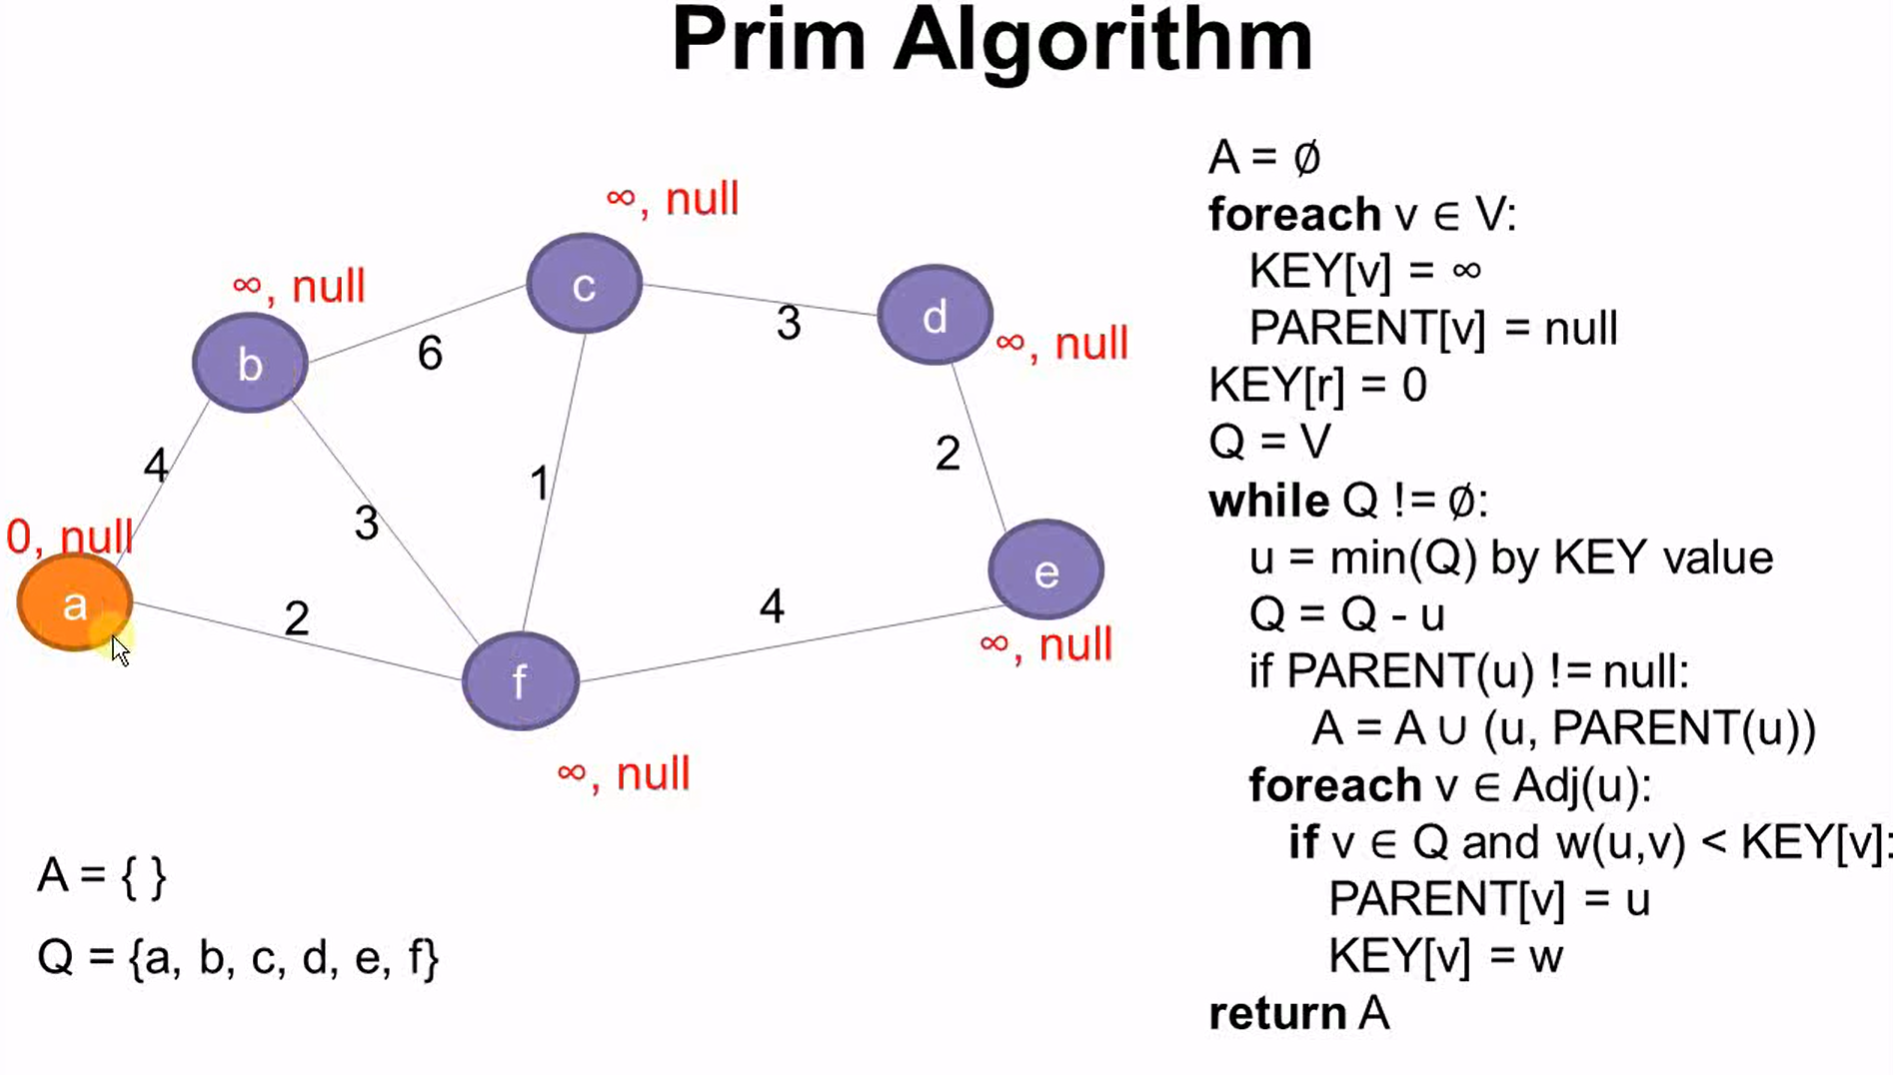 Prim Algorithm
∞, null
∞, null
c
d
∞, null
b
6
3
4
3
1
2
0, null
a
2
4
e
∞, null
f
∞, null
A = { }
Q = {a, b, c, d, e, f}
A = ∅
foreach v ∈ V:
KEY[v] = ∞
PARENT[v] = null
KEY[r] = 0
Q = V
while Q != ∅:
u = min(Q) by KEY value
Q = Q - u
if PARENT(u) != null:
A = A ∪ (u, PARENT(u))
foreach v ∈ Adj(u):
if v ∈ Q and w(u,v) < KEY[v]:
PARENT[v] = u
KEY[v] = w
return A